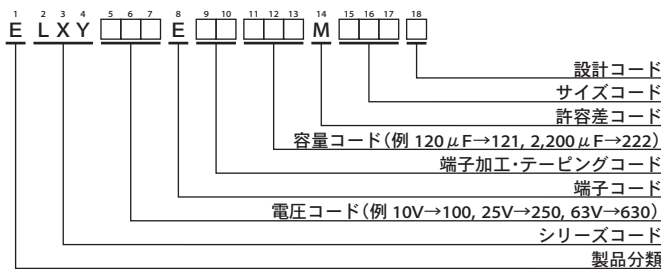 1 2 3 4 5 6 7 8 9 10 11 12 13 14 15 16 17 18
E L X Y □□□ E □□ □□□ M □□□ □
設計コード
サイズコード
許容差コード
容量コード(例 120μF→121, 2,200μF→222)
端子加工・テーピングコード
端子コード
電圧コード(例 10V→100, 25V→250, 63V→630)
シリーズコード
製品分類